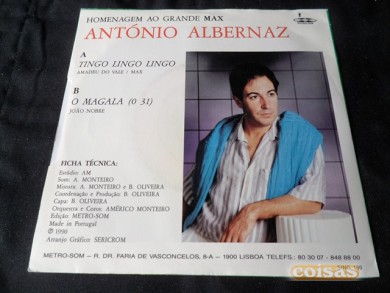 HOMENAGEM AO GRANDE MAX
ANTÓNIO ALBERNAZ
A
TINGO LINGO LINGO
AMADEU DO VALE / MAX
B
O MAGALA (O 31)
JOÃO NOBRE
FICHA TÉCNICA:
Estúdio: AM
Som: A. MONTEIRO
Mistura: A. MONTEIRO e B. OLIVEIRA
Coordenação e Produção: B. OLIVEIRA
Capa: B. OLIVEIRA
Orquestra e Coros: AMÉRICO MONTEIRO
Edição: METRO-SOM
Made in Portugal
℗ 1990
Arranjo Gráfico: SERICROM
METRO-SOM — R. DR. FARIA DE VASCONCELOS, 8-A — 1900 LISBOA TELEFS.: 80 30 07 - 848 88 00
coisas